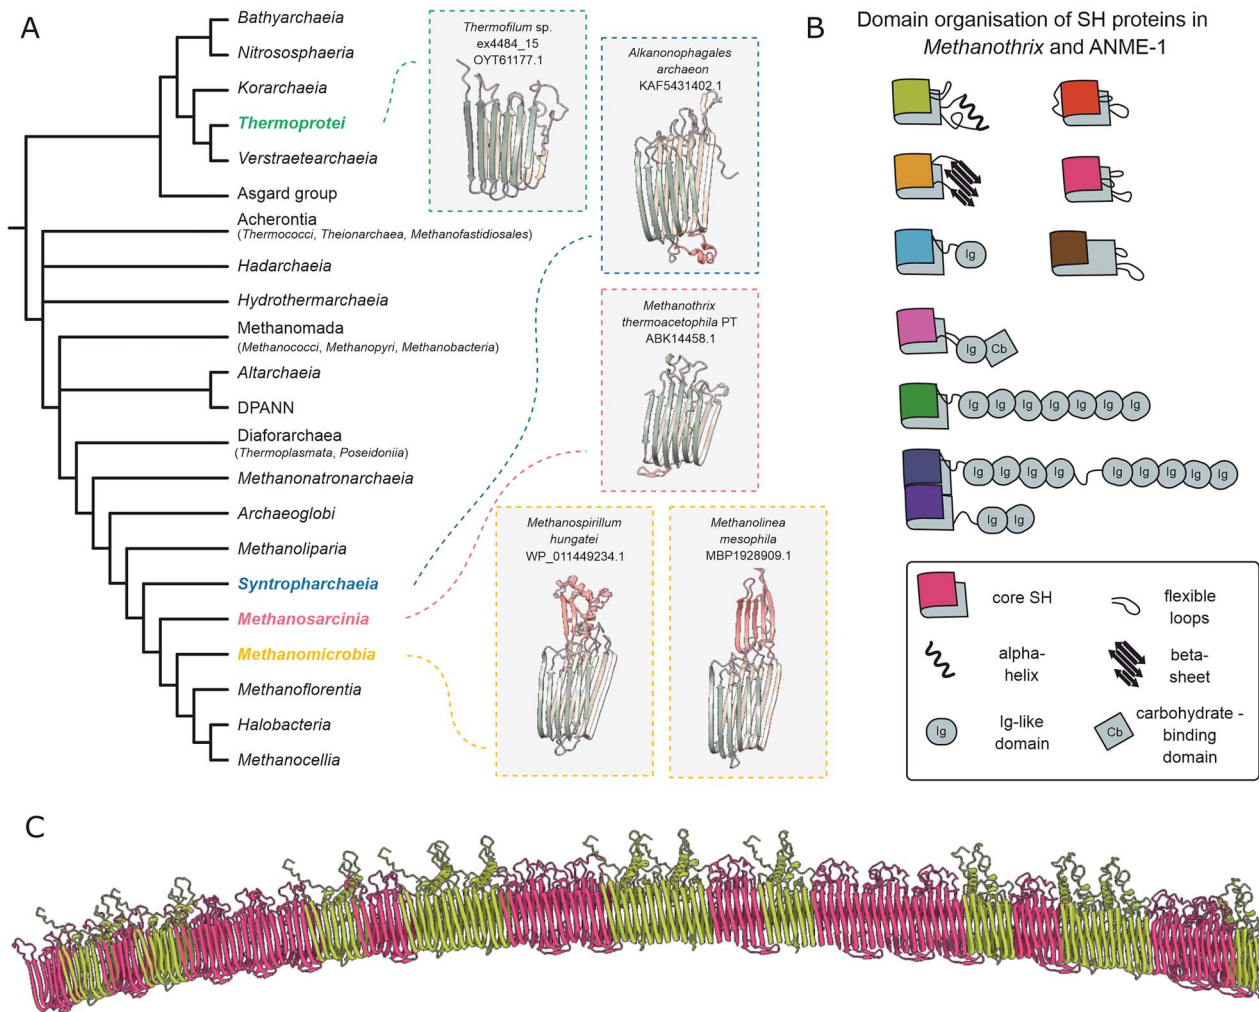 A
Bathyarchaeia
Nitrososphaeria
Korarchaeia
Thermoprotei
Verstraetearchaeia
Asgard group
Acherontia
(Thermococci, Theionarchaea, Methanofastidiosales)
Hadarchaeia
Hydrothermarchaeia
Methanomada
(Methanococci, Methanopyri, Methanobacteria)
Altarchaeia
DPANN
Diaforarchaea
(Thermoplasmata, Poseidoniia)
Methanonatronarchaeia
Archaeoglobi
Methanoliparia
Syntropharchaeia
Methanosarcinia
Methanomicrobia
Methanoflorentia
Halobacteria
Methanocellia
Thermofilum sp.
ex4484_15
OYT61177.1
Alkanonophagales
archaeon
KAF5431402.1
Methanothrix
thermoacetophila PT
ABK14458.1
Methanospirillum
hungatei
WP_011449234.1
Methanolinea
mesophila
MBP1928909.1
B
Domain organisation of SH proteins in
Methanothrix and ANME-1
Ig
Ig Cb
Ig Ig Ig Ig Ig Ig Ig
Ig Ig Ig Ig Ig Ig Ig Ig Ig
Ig Ig
core SH
flexible
loops
alpha-
helix
beta-
sheet
Ig
Ig-like
domain
Cb
carbohydrate -
binding
domain
C